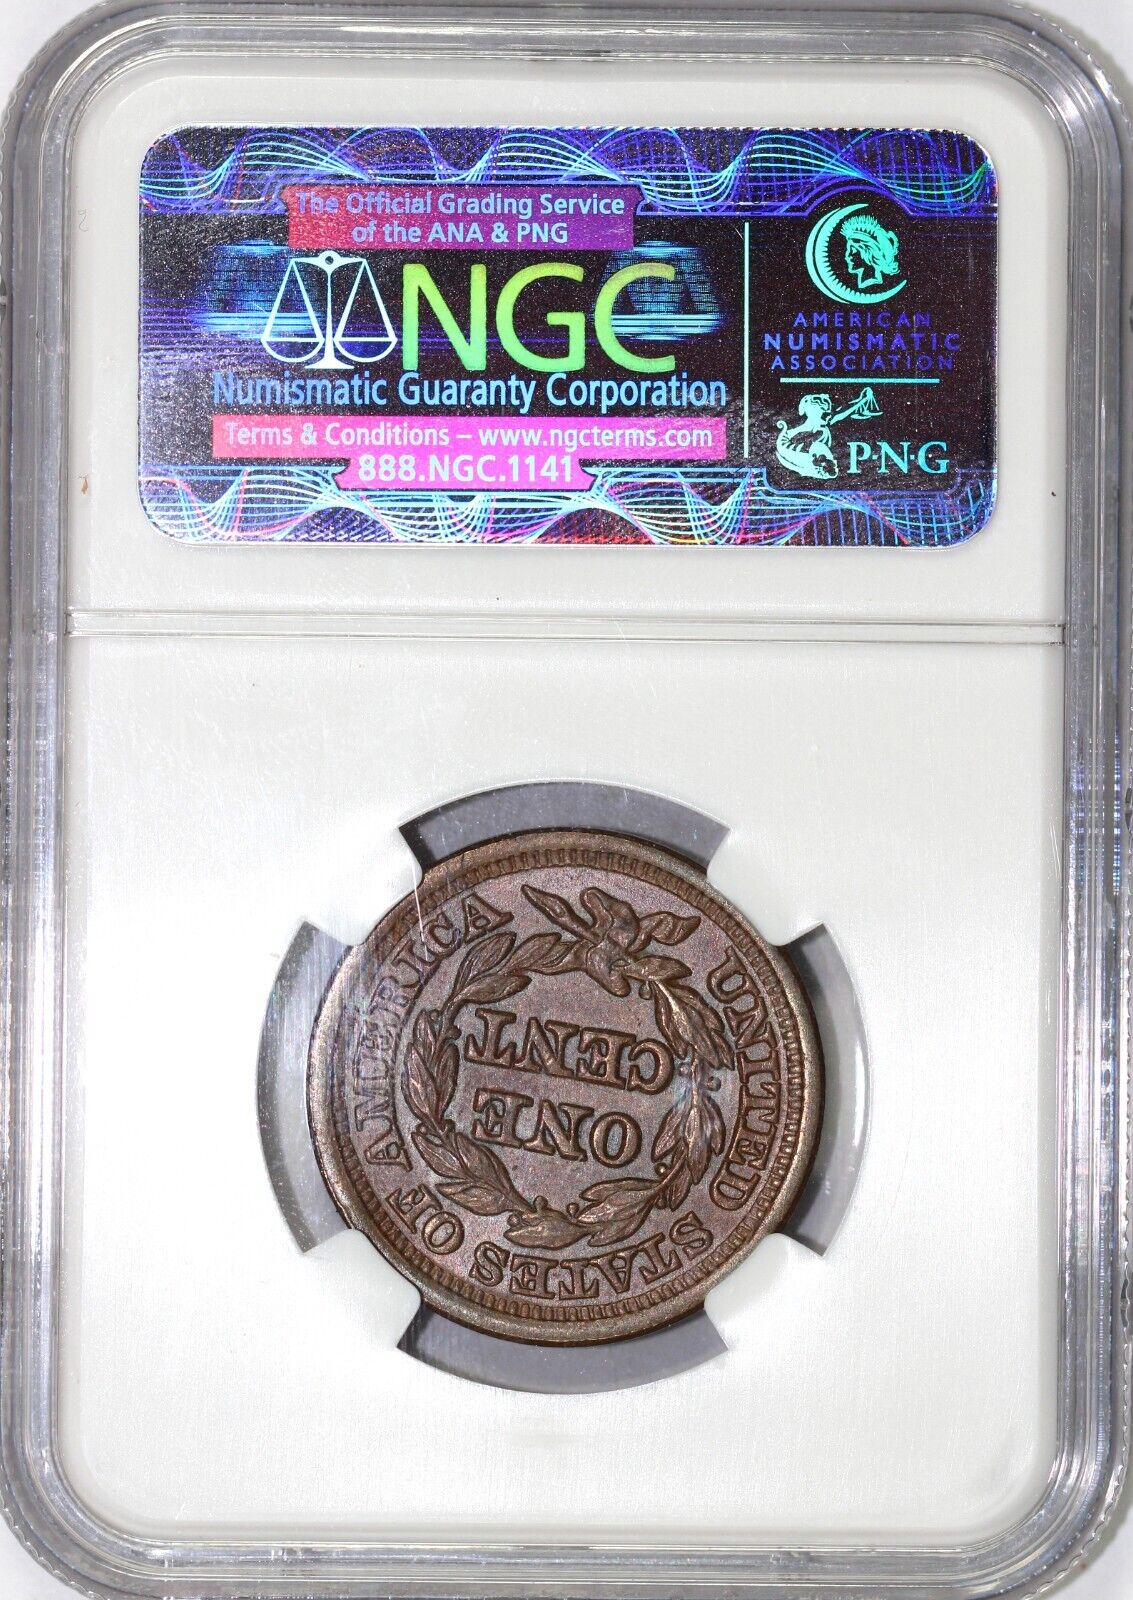 The Official Grading Service
of the ANA & PNG
NGC
Numismatic Guaranty Corporation
Terms & Conditions – www.ngcterms.com
888.NGC.1141
AMERICAN
NUMISMATIC
ASSOCIATION
P·N·G
UNITED STATES OF AMERICA
ONE
CENT